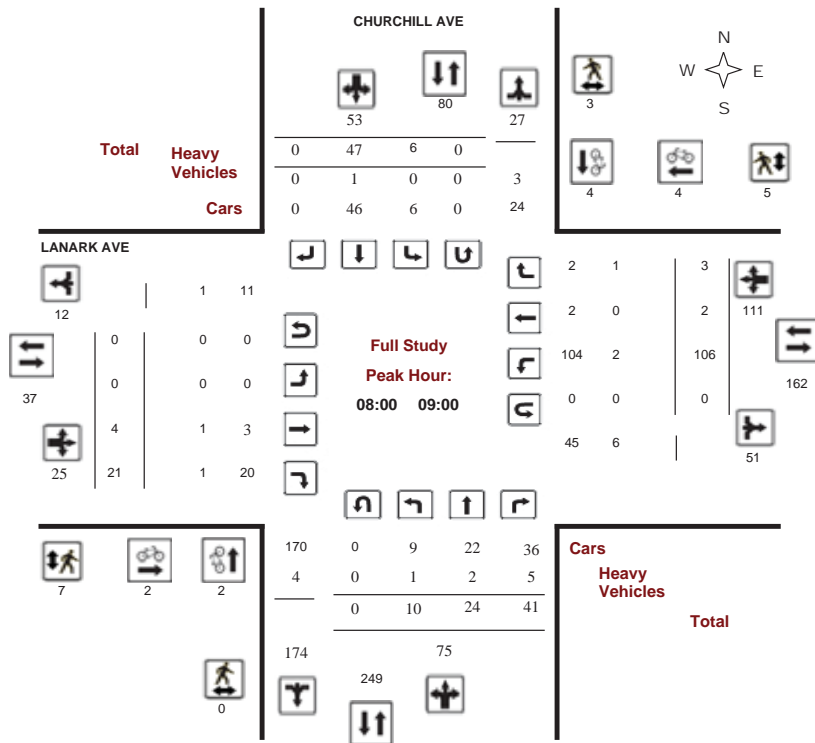 CHURCHILL AVE
N
W E
S
80
3
53 27
Total Heavy Vehicles 0 47 6 0
0 1 0 0 3
Cars 0 46 6 0 24
4 4 5
LANARK AVE
2 1 3
12 1 11
2 0 2 111
0 0 0
Full Study
Peak Hour:
08:00 09:00
104 2 106
37 0 0 0 162
0 0 0
4 1 3
45 6 51
25 21 1 20
170 0 9 22 36 Cars
4 0 1 2 5 Heavy Vehicles
7 2 2
0 10 24 41
Total
174 75
249
0